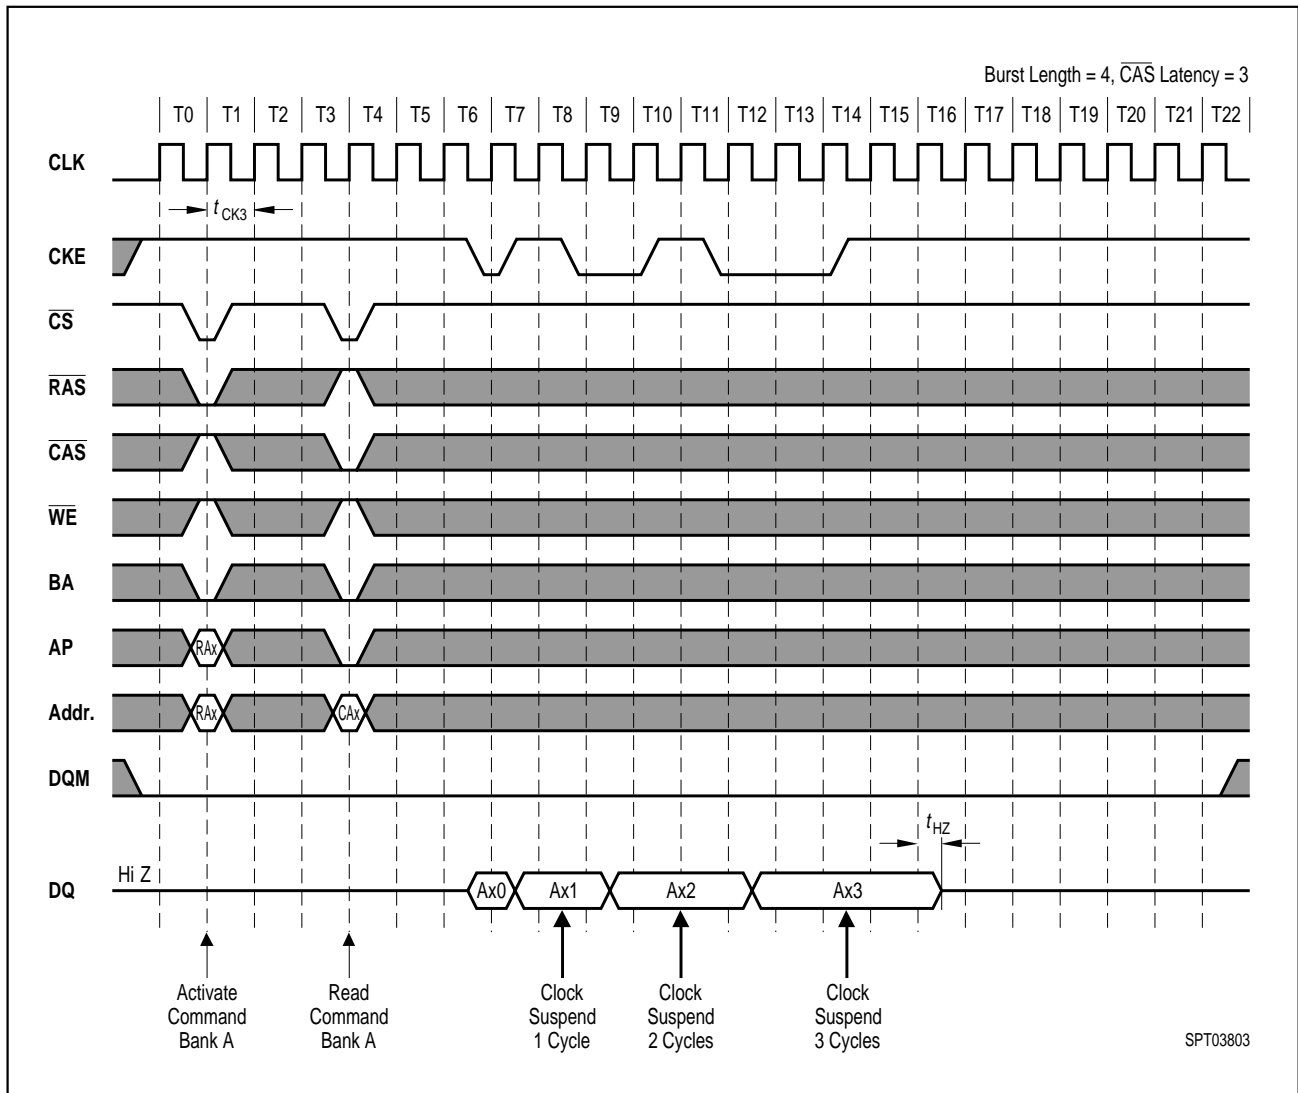 Burst Length = 4, CAS Latency = 3
T0 T1 T2 T3 T4 T5 T6 T7 T8 T9 T10 T11 T12 T13 T14 T15 T16 T17 T18 T19 T20 T21 T22
CLK
t CK3
CKE
CS
RAS
CAS
WE
BA
AP RAx
Addr. RAx CAx
DQM
t HZ
Hi Z
DQ Ax0 Ax1 Ax2 Ax3
Activate Command Bank A
Read Command Bank A
Clock Suspend 1 Cycle
Clock Suspend 2 Cycles
Clock Suspend 3 Cycles
SPT03803